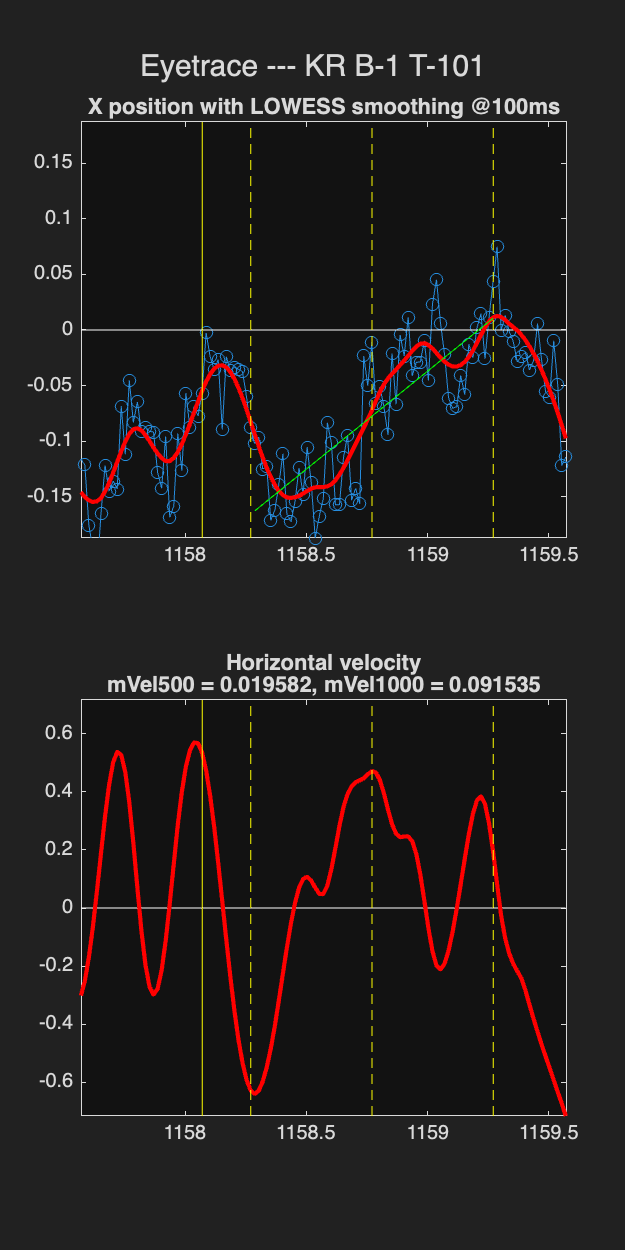 Eyetrace --- KR B-1 T-101
X position with LOWESS smoothing @100ms
0.15
0.1
0.05
0
-0.05
-0.1
-0.15
1158 1158.5 1159 1159.5
Horizontal velocity
mVel500 = 0.019582, mVel1000 = 0.091535
0.6
0.4
0.2
0
-0.2
-0.4
-0.6
1158 1158.5 1159 1159.5